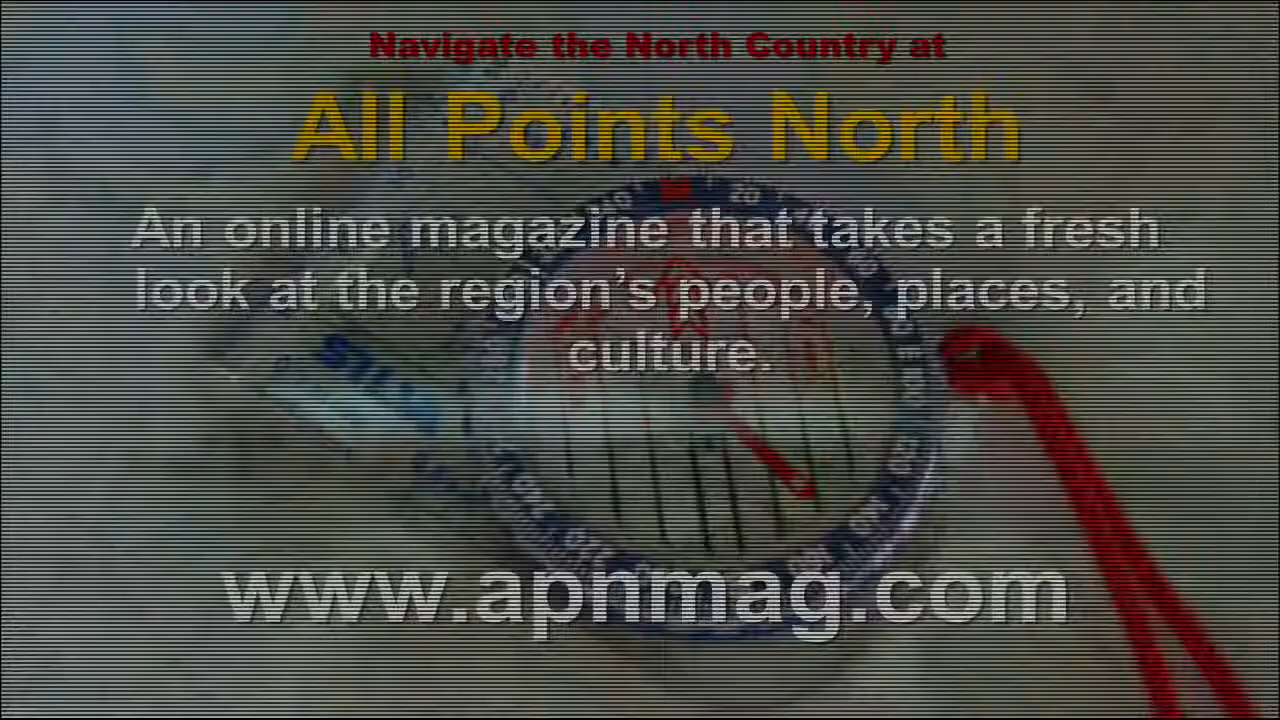 Navigate the North Country at
All Points North
An online magazine that takes a fresh
look at the region's people, places, and
culture.
www.apnmag.com
20